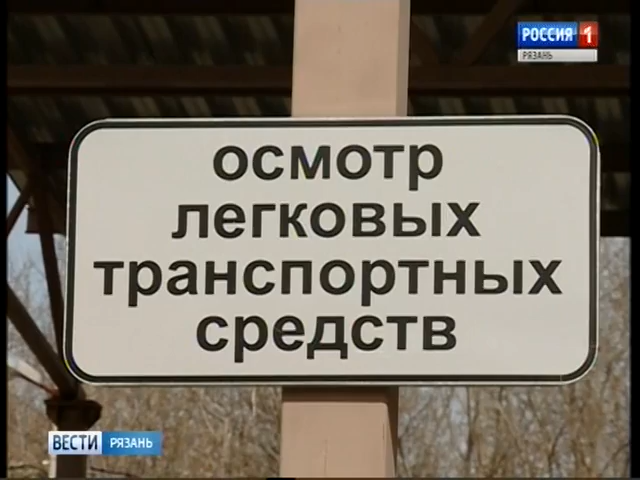 РОССИЯ 1
РЯЗАНЬ
осмотр
легковых
транспортных
средств
ВЕСТИ РЯЗАНЬ